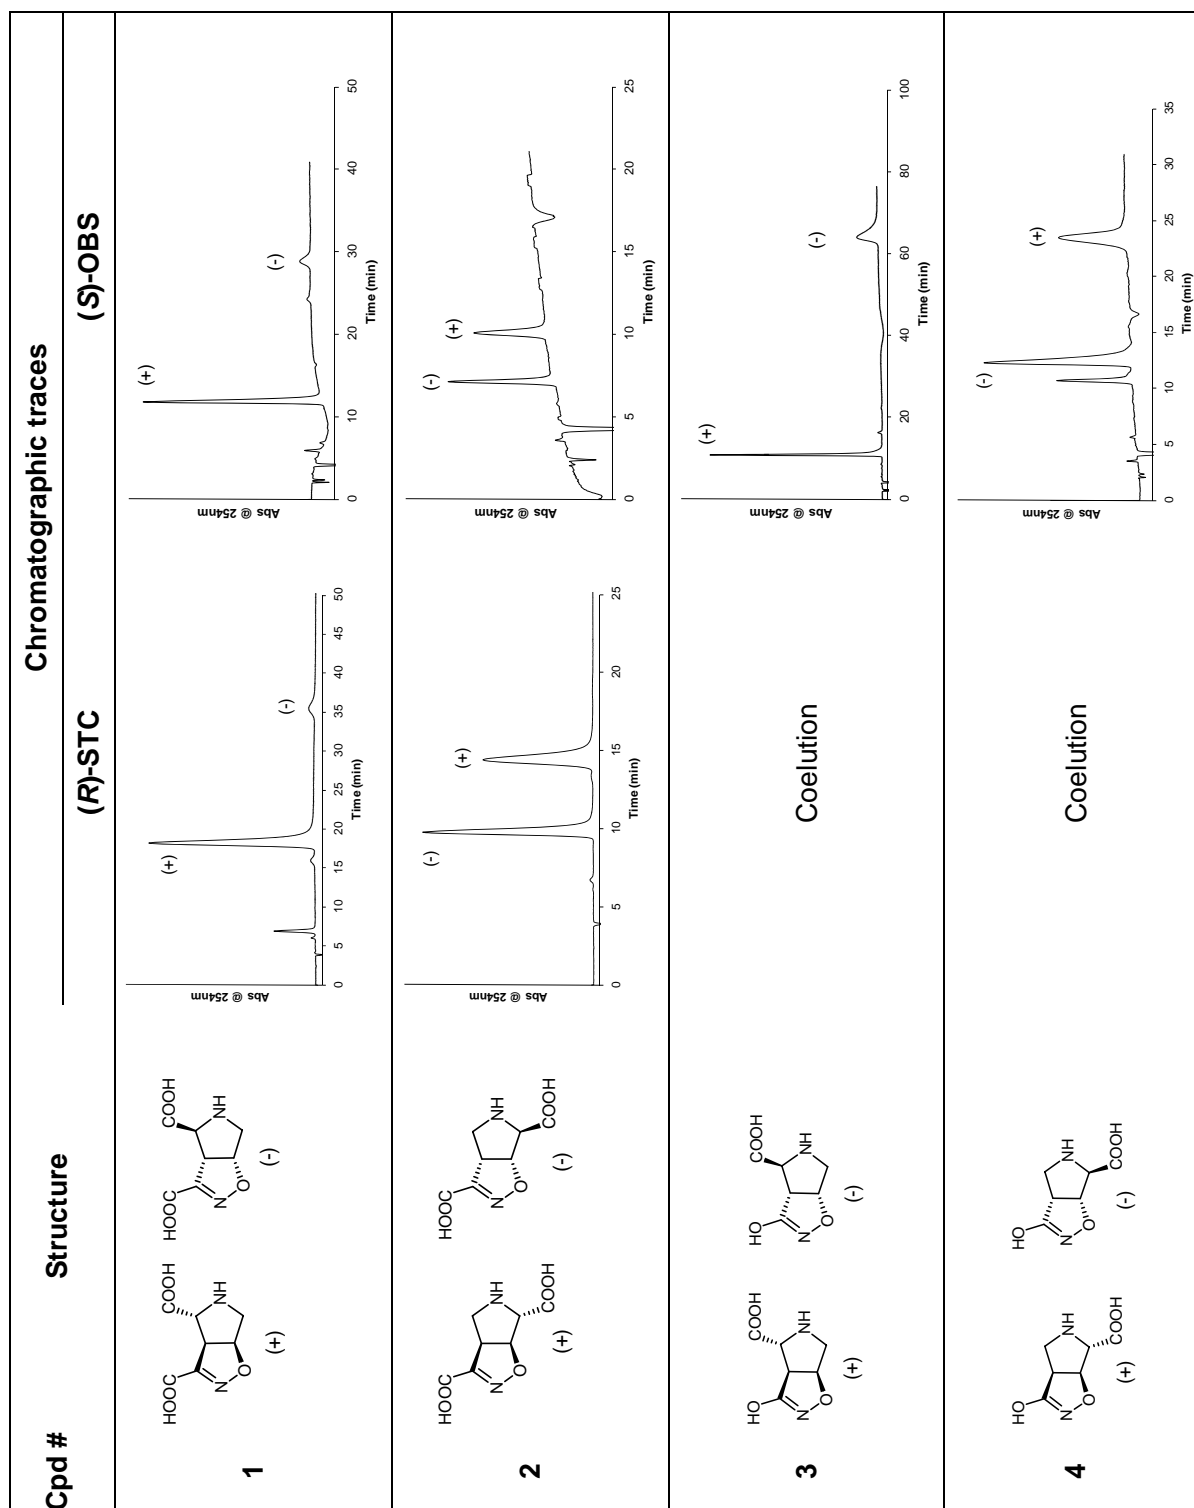 Cpd #
Structure
Chromatographic traces
(R)-STC
(S)-OBS
1
HOOC
COOH
NH
N
O
(+)
HOOC
COOH
NH
N
O
(-)
Abs @ 254nm
(+)
(-)
0 5 10 15 20 25 30 35 40 45 50
Time (min)
Abs @ 254nm
(+)
(-)
0 10 20 30 40 50
Time (min)
2
HOOC
NH
N
O
COOH
(+)
HOOC
NH
N
O
COOH
(-)
Abs @ 254nm
(-)
(+)
0 5 10 15 20 25
Time (min)
Abs @ 254nm
(-)
(+)
0 5 10 15 20 25
Time (min)
3
HO
COOH
NH
N
O
(+)
HO
COOH
NH
N
O
(-)
Coelution
Abs @ 254nm
(+)
(-)
0 20 40 60 80 100
Time (min)
4
HO
NH
N
O
COOH
(+)
HO
NH
N
O
COOH
(-)
Coelution
Abs @ 254nm
(-)
(+)
0 5 10 15 20 25 30 35
Time (min)